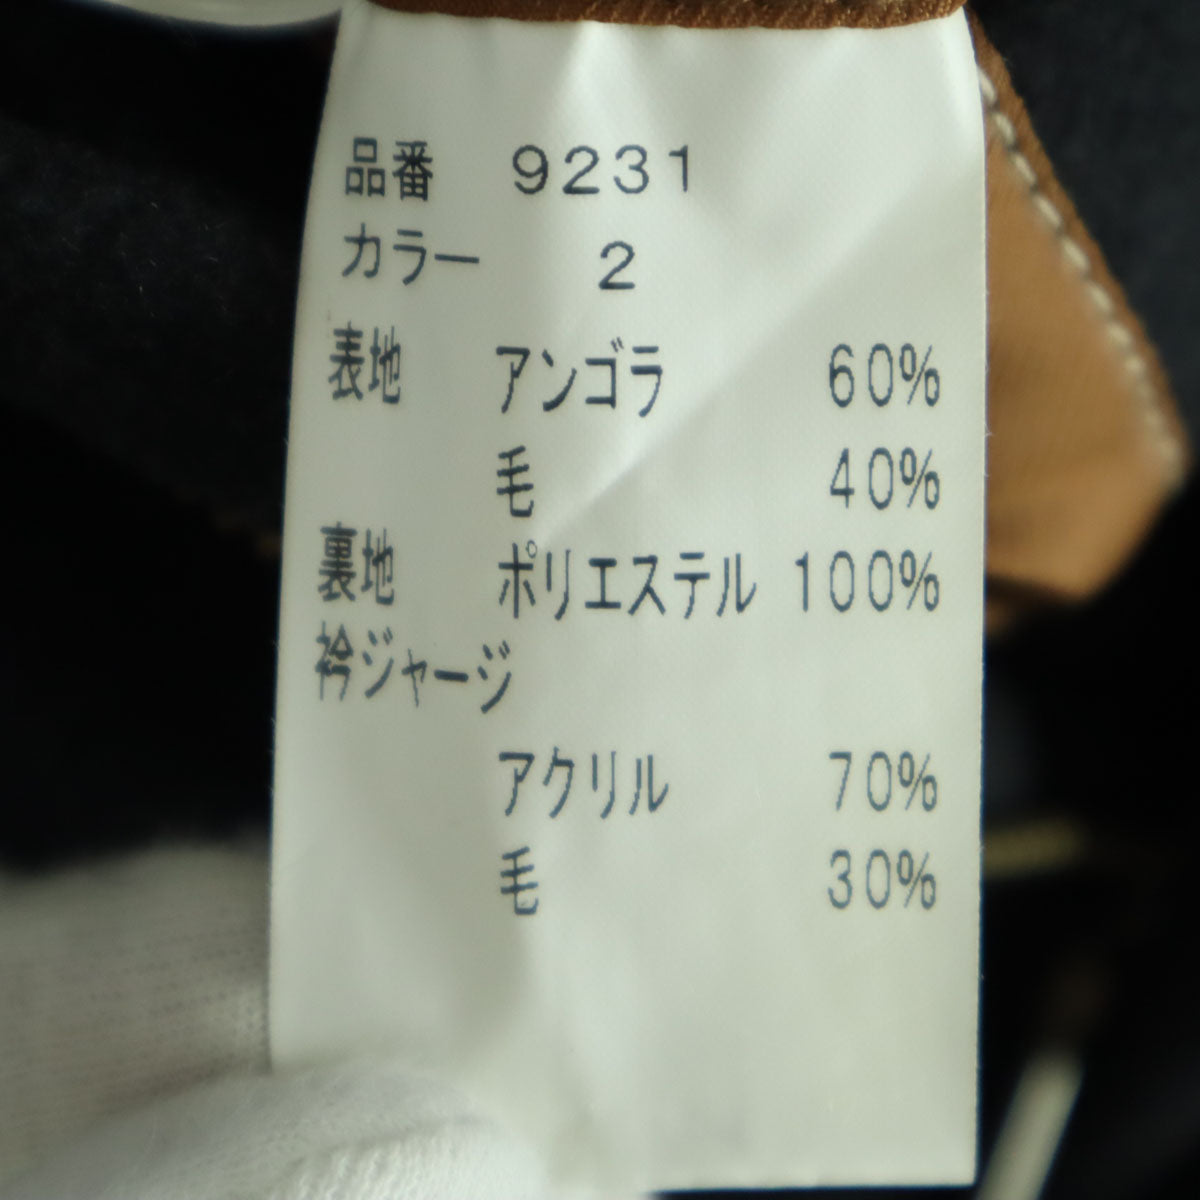 品番 9231
カラー 2
表地 アンゴラ 60%
毛 40%
裏地 ポリエステル 100%
衿ジャージ
アクリル 70%
毛 30%